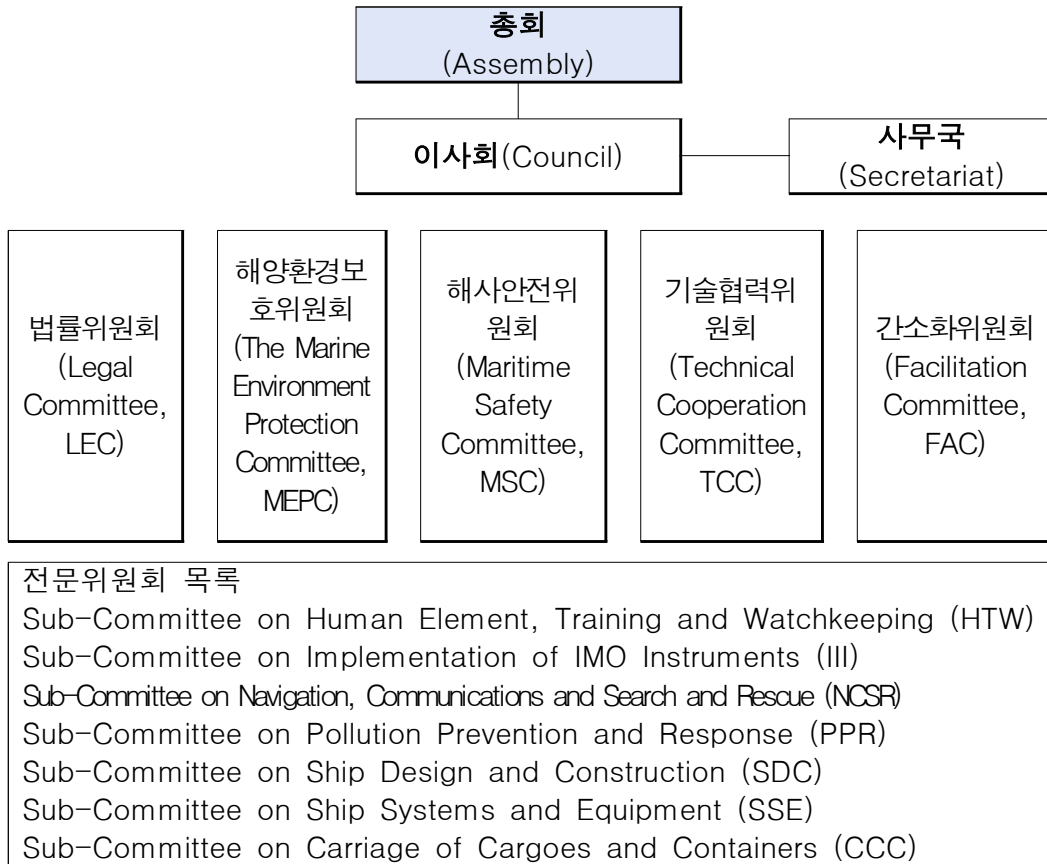 총회
(Assembly)
이사회(Council)
사무국
(Secretariat)
법률위원회
(Legal
Committee,
LEC)
해양환경보
호위원회
(The Marine
Environment
Protection
Committee,
MEPC)
해사안전위
원회
(Maritime
Safety
Committee,
MSC)
기술협력위
원회
(Technical
Cooperation
Committee,
TCC)
간소화위원회
(Facilitation
Committee,
FAC)
전문위원회 목록
Sub-Committee on Human Element, Training and Watchkeeping (HTW)
Sub-Committee on Implementation of IMO Instruments (III)
Sub-Committee on Navigation, Communications and Search and Rescue (NCSR)
Sub-Committee on Pollution Prevention and Response (PPR)
Sub-Committee on Ship Design and Construction (SDC)
Sub-Committee on Ship Systems and Equipment (SSE)
Sub-Committee on Carriage of Cargoes and Containers (CCC)